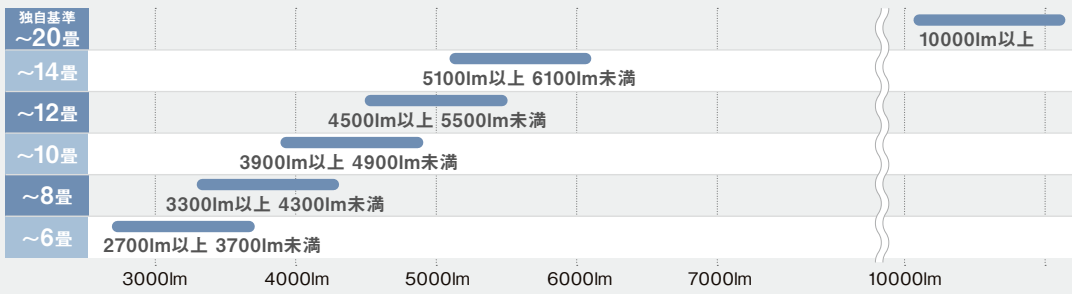 独自基準
～20畳
10000lm以上
～14畳
5100lm以上 6100lm未満
～12畳
4500lm以上 5500lm未満
～10畳
3900lm以上 4900lm未満
～8畳
3300lm以上 4300lm未満
～6畳
2700lm以上 3700lm未満
3000lm 4000lm 5000lm 6000lm 7000lm 10000lm